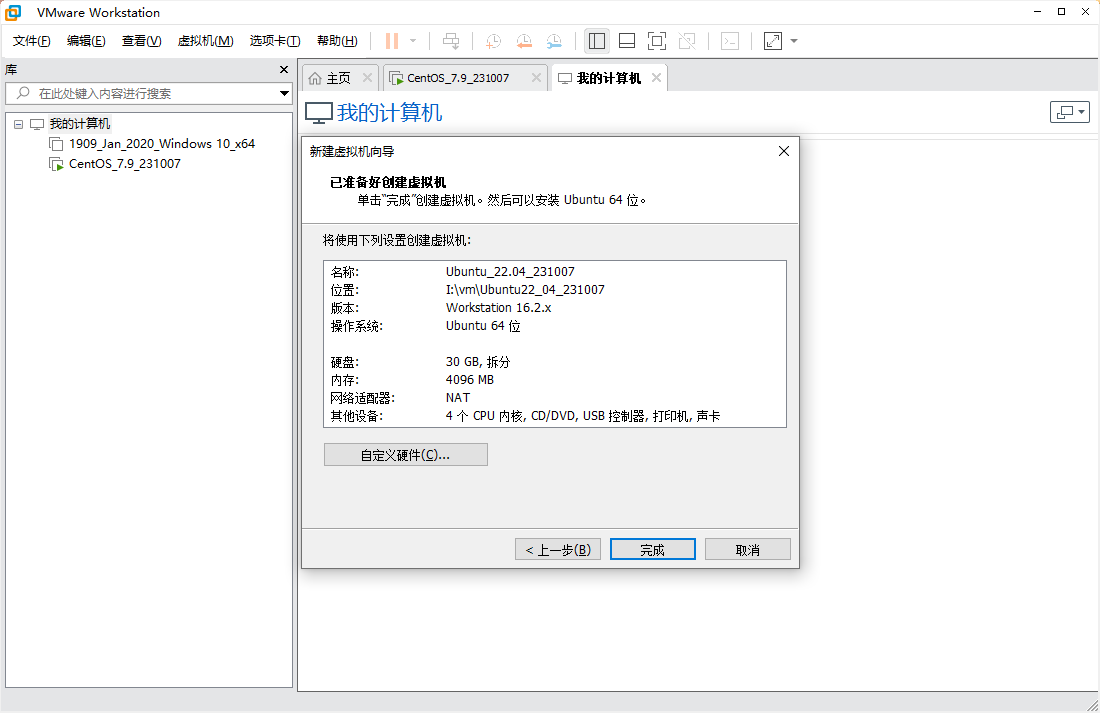 VMware Workstation
文件(F) 编辑(E) 查看(V) 虚拟机(M) 选项卡(T) 帮助(H)
库
在此处键入内容进行搜索
我的计算机
1909_Jan_2020_Windows 10_x64
CentOS_7.9_231007
主页 CentOS_7.9_231007 我的计算机
我的计算机
新建虚拟机向导
已准备好创建虚拟机
单击“完成”创建虚拟机。然后可以安装 Ubuntu 64 位。
将使用下列设置创建虚拟机:
名称: Ubuntu_22.04_231007
位置: I:\vm\Ubuntu22_04_231007
版本: Workstation 16.2.x
操作系统: Ubuntu 64 位
硬盘: 30 GB, 拆分
内存: 4096 MB
网络适配器: NAT
其他设备: 4 个 CPU 内核, CD/DVD, USB 控制器, 打印机, 声卡
自定义硬件(C)...
< 上一步(B) 完成 取消